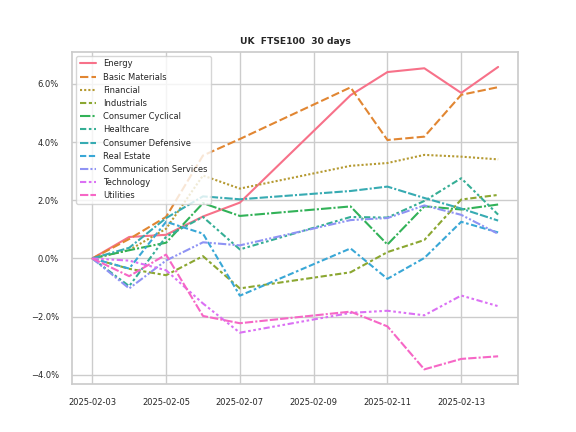 UK  FTSE100  30 days
Energy
Basic Materials
Financial
Industrials
Consumer Cyclical
Healthcare
Consumer Defensive
Real Estate
Communication Services
Technology
Utilities
6.0%
4.0%
2.0%
0.0%
−2.0%
−4.0%
2025-02-03 2025-02-05 2025-02-07 2025-02-09 2025-02-11 2025-02-13